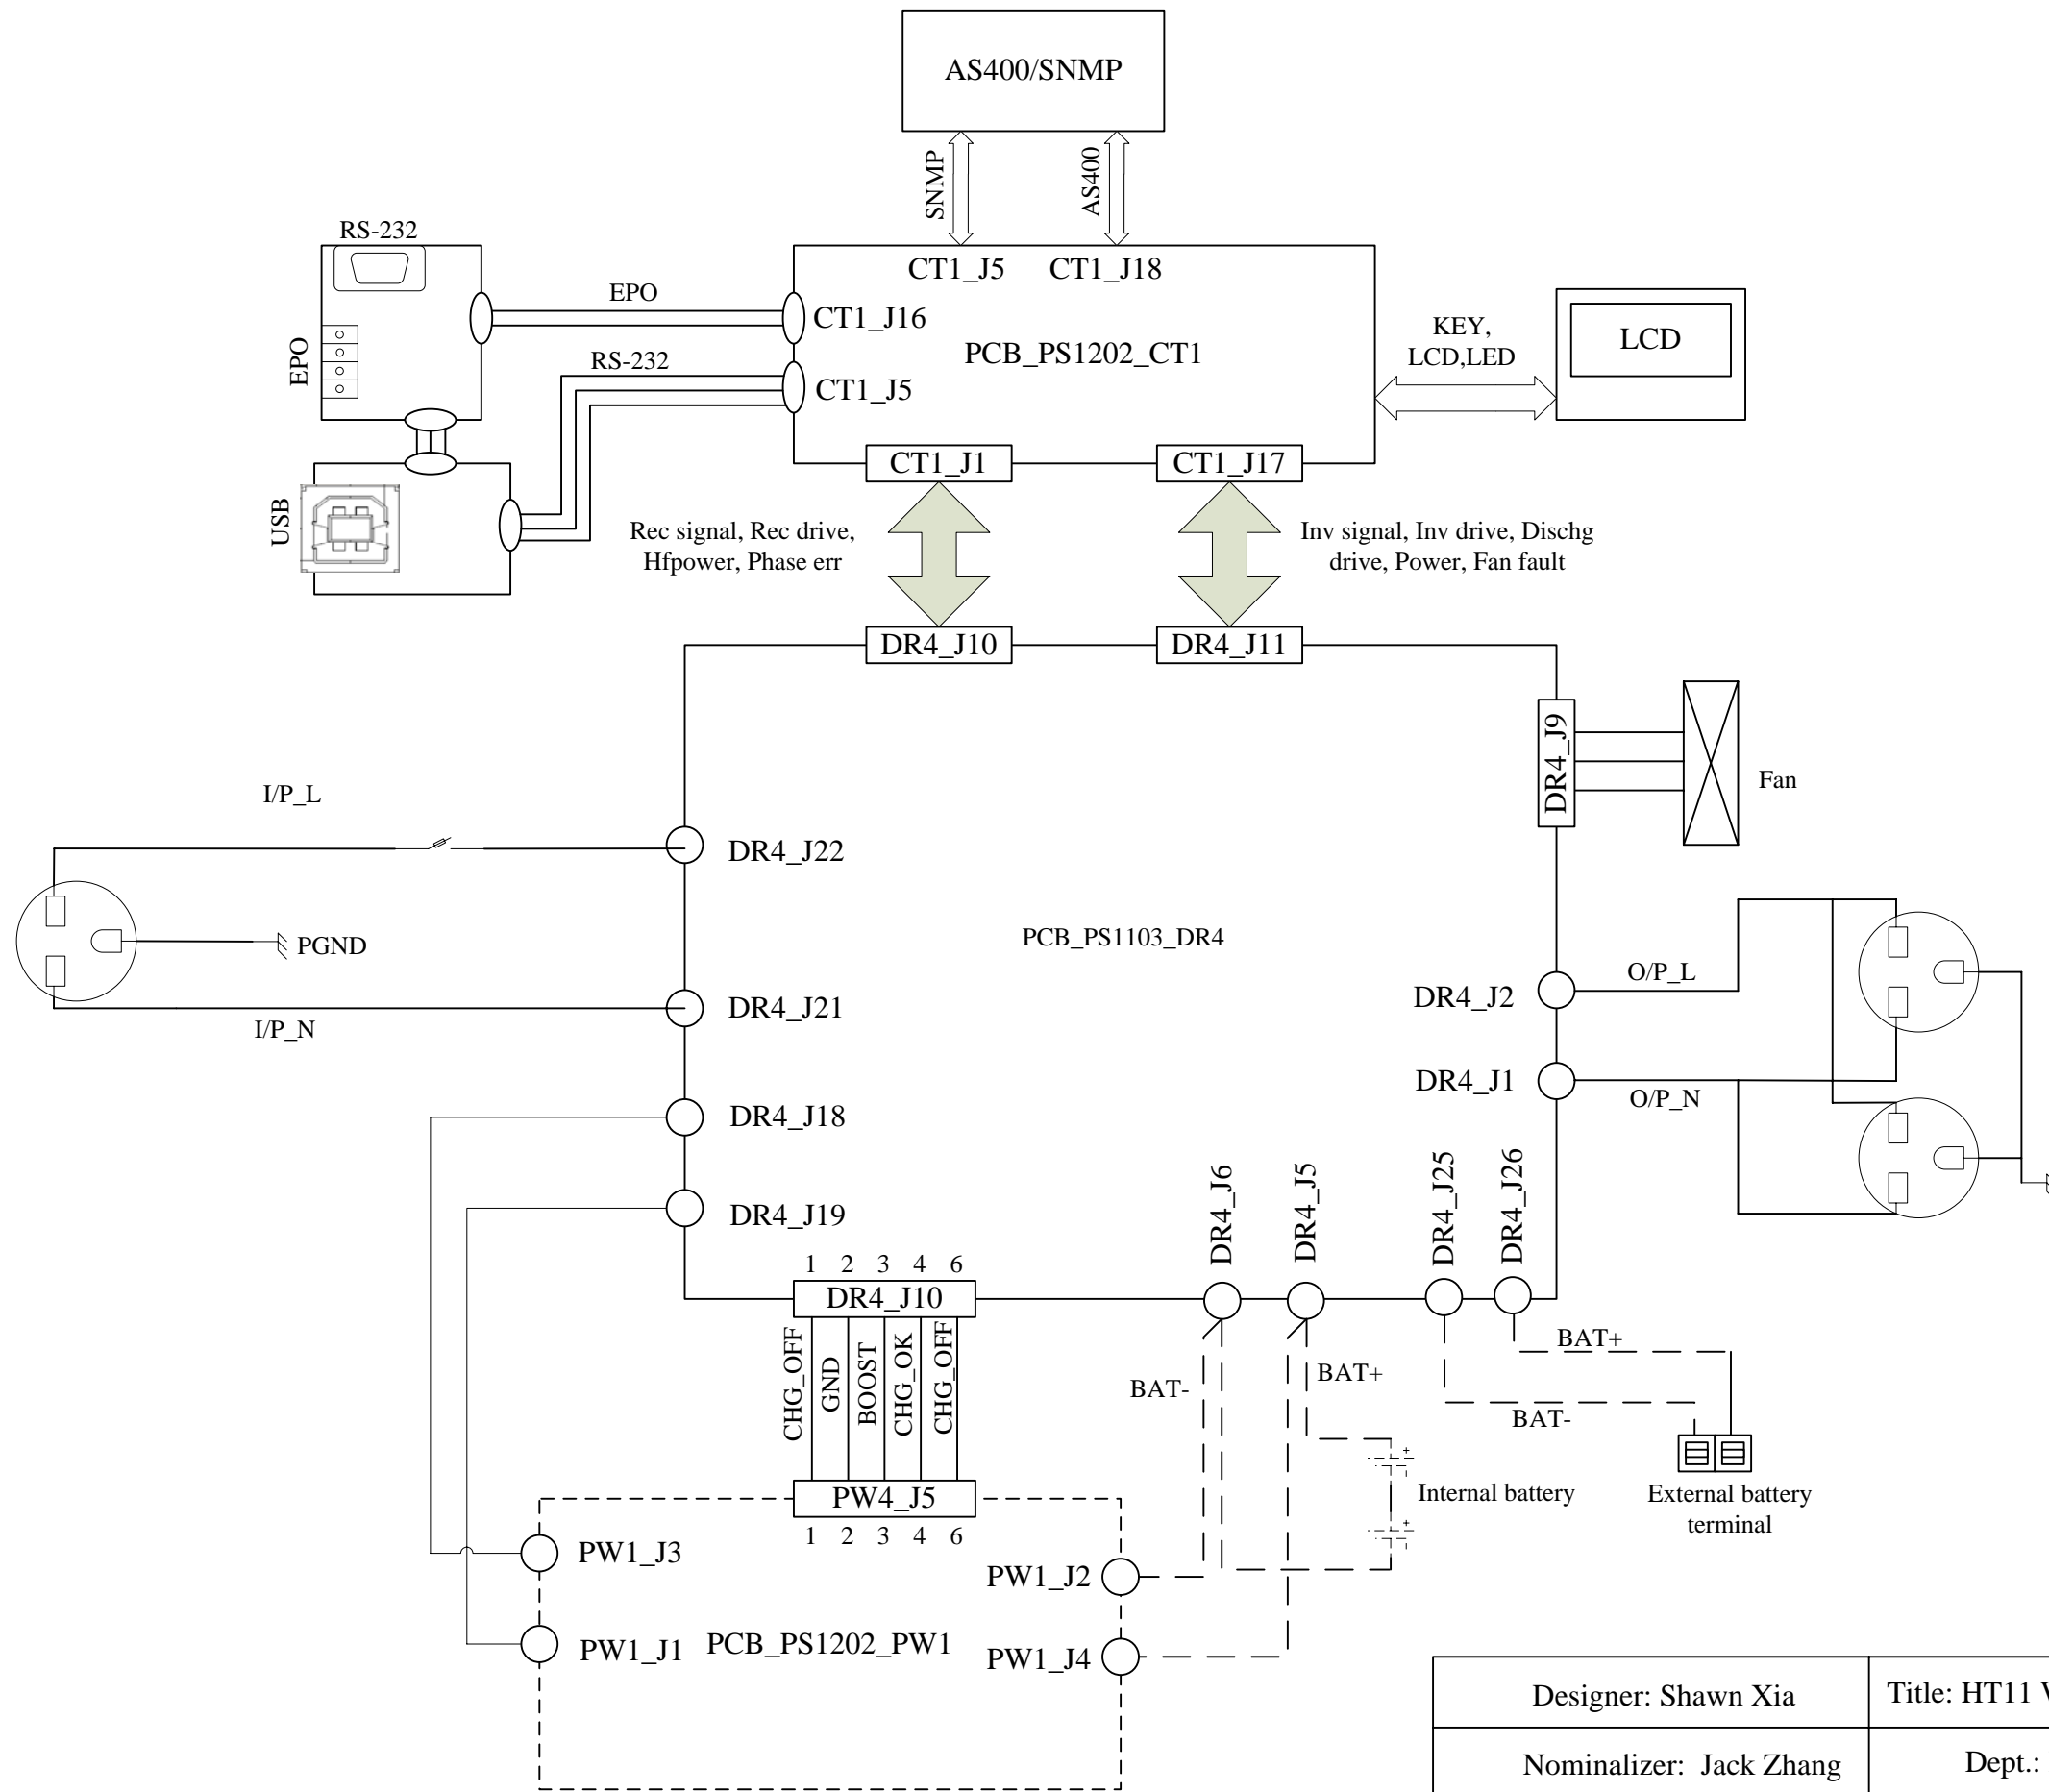 AS400/SNMP
SNMP
AS400
RS-232
EPO
EPO
CT1_J5
CT1_J18
CT1_J16
PCB_PS1202_CT1
RS-232
CT1_J5
KEY,
LCD,LED
LCD
USB
CT1_J1
CT1_J17
Rec signal, Rec drive,
Hfpower, Phase err
Inv signal, Inv drive, Dischg
drive, Power, Fan fault
DR4_J10
DR4_J11
DR4_J9
Fan
I/P_L
DR4_J22
PGND
PCB_PS1103_DR4
I/P_N
DR4_J21
DR4_J2
O/P_L
DR4_J1
O/P_N
DR4_J18
DR4_J19
DR4_J6
DR4_J5
DR4_J25
DR4_J26
1 2 3 4 6
DR4_J10
CHG_OFF
GND
BOOST
CHG_OK
CHG_OFF
BAT-
BAT+
BAT+
BAT-
+
+
Internal battery
External battery
terminal
PW4_J5
1 2 3 4 6
PW1_J3
PW1_J2
PW1_J1
PCB_PS1202_PW1
PW1_J4
Designer: Shawn Xia
Title: HT11
Nominalizer: Jack Zhang
Dept.: